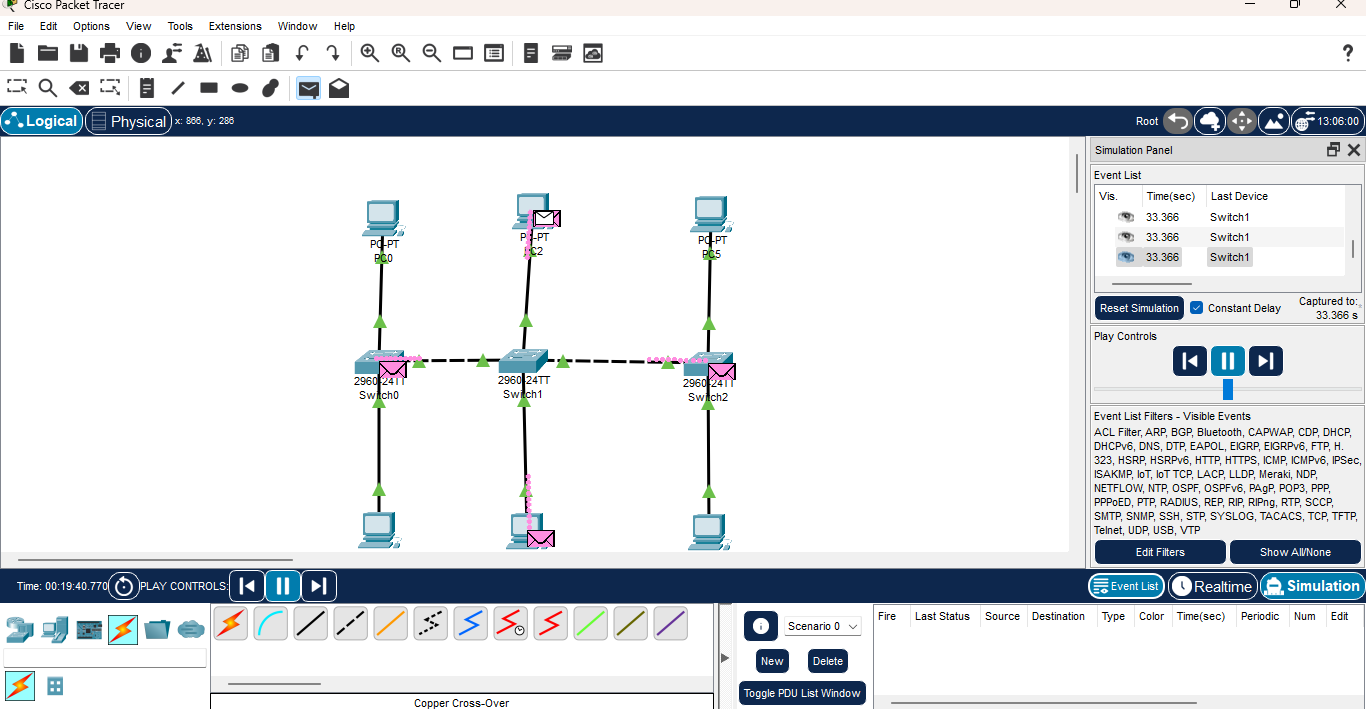 Cisco Packet Tracer
File Edit Options View Tools Extensions Window Help
Logical Physical x: 866, y: 286 Root 13:06:00
Simulation Panel
Event List
Vis. Time(sec) Last Device
33.366 Switch1
33.366 Switch1
33.366 Switch1
Reset Simulation Constant Delay Captured to:
33.366 s
Play Controls
Event List Filters - Visible Events
ACL Filter, ARP, BGP, Bluetooth, CAPWAP, CDP, DHCP,
DHCPv6, DNS, DTP, EAPOL, EIGRP, EIGRPv6, FTP, H.
323, HSRP, HSRPv6, HTTP, HTTPS, ICMP, ICMPv6, IPSec,
ISAKMP, IoT, IoT TCP, LACP, LLDP, Meraki, NDP,
NETFLOW, NTP, OSPF, OSPFv6, PAgP, POP3, PPP,
PPPoED, PTP, RADIUS, REP, RIP, RIPng, RTP, SCCP,
SMTP, SNMP, SSH, STP, SYSLOG, TACACS, TCP, TFTP,
Telnet, UDP, USB, VTP
Edit Filters Show All/None
PC-PT
PC0
PC-PT
PC2
PC-PT
PC5
2960-24TT
Switch0
2960-24TT
Switch1
2960-24TT
Switch2
Time: 00:19:40.770 PLAY CONTROLS: Event List Realtime Simulation
Scenario 0
New Delete
Toggle PDU List Window
Fire Last Status Source Destination Type Color Time(sec) Periodic Num Edit
Copper Cross-Over